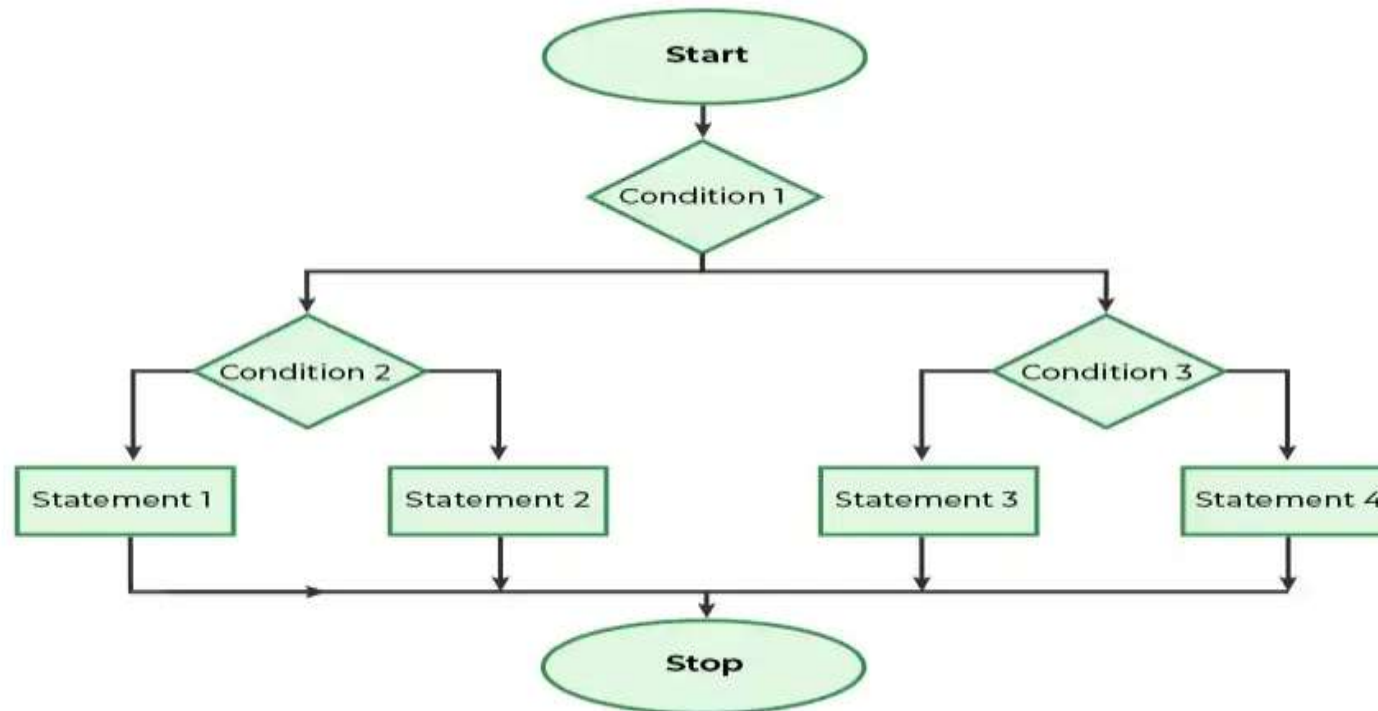 Start
Condition 1
Condition 2
Condition 3
Statement 1
Statement 2
Statement 3
Statement 4
Stop